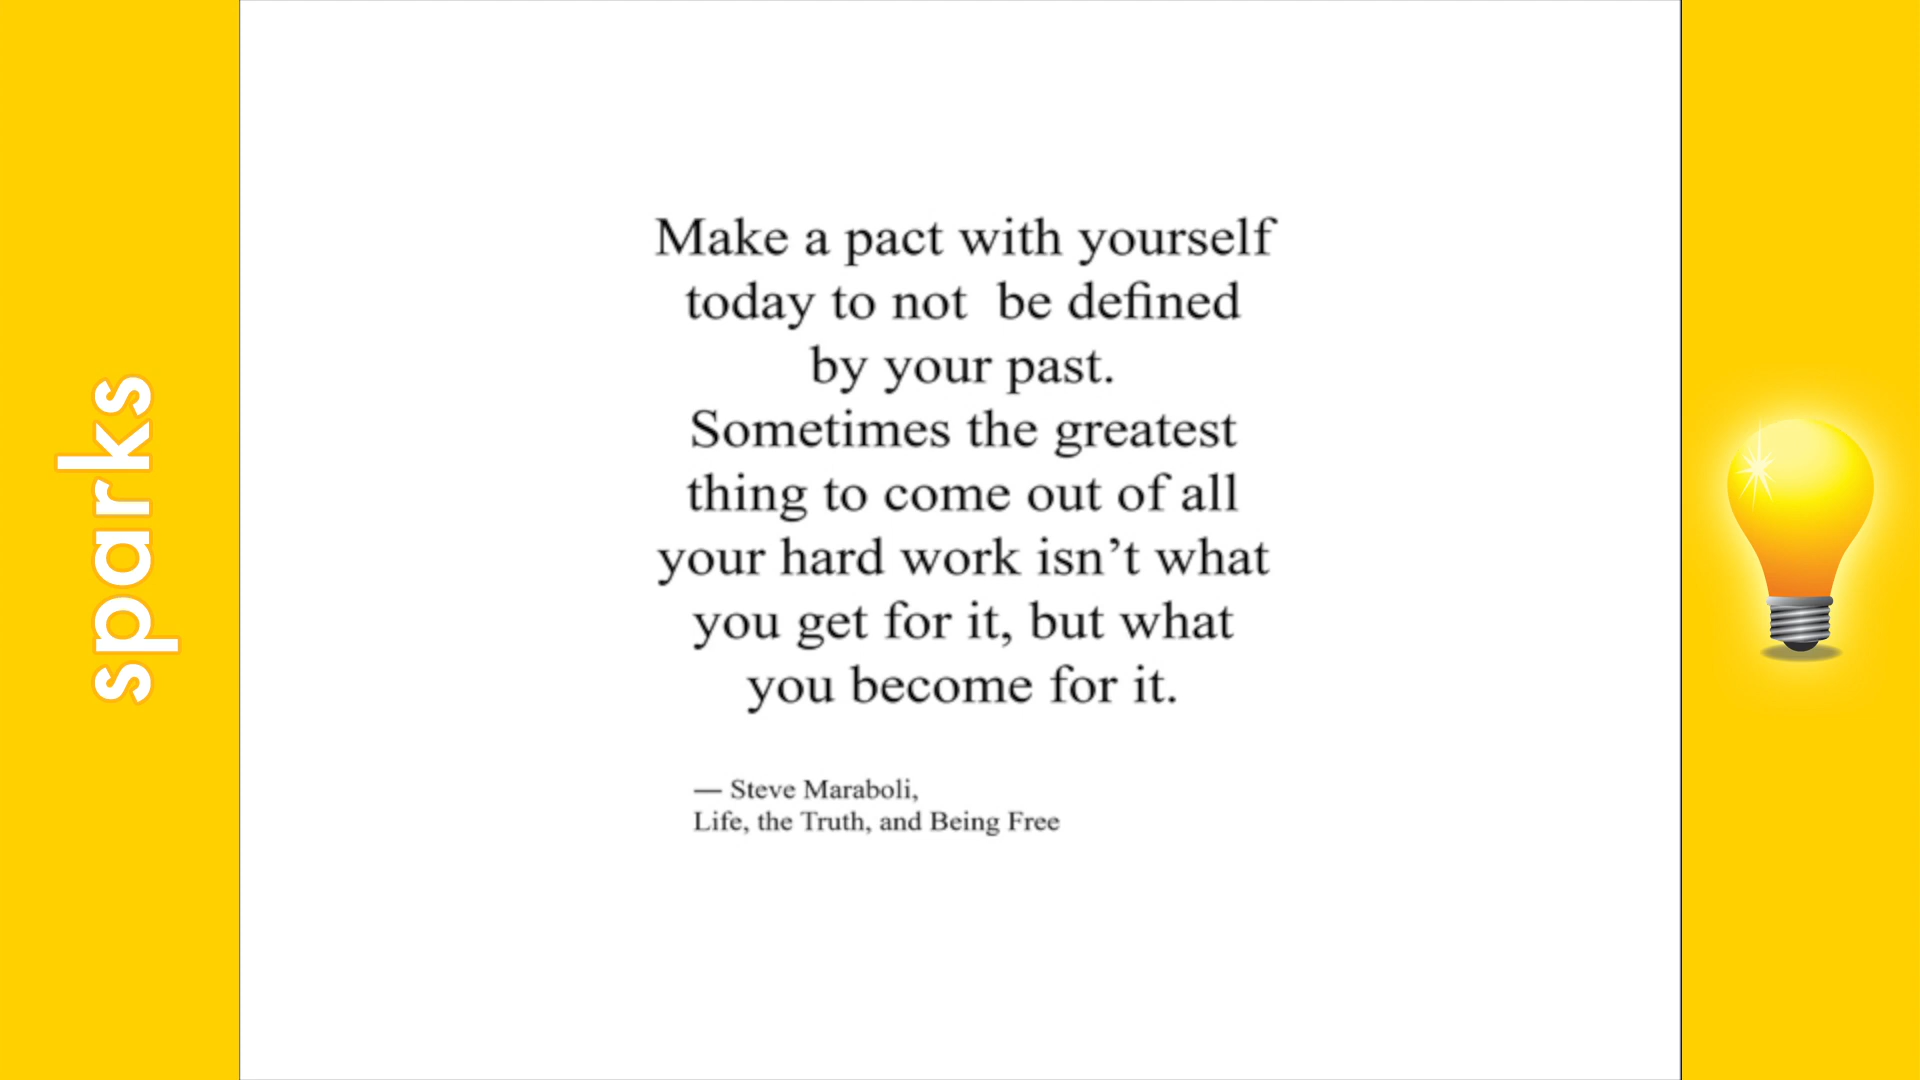 sparks
Make a pact with yourself
today to not  be defined
by your past.
Sometimes the greatest
thing to come out of all
your hard work isn’t what
you get for it, but what
you become for it.
— Steve Maraboli,
Life, the Truth, and Being Free